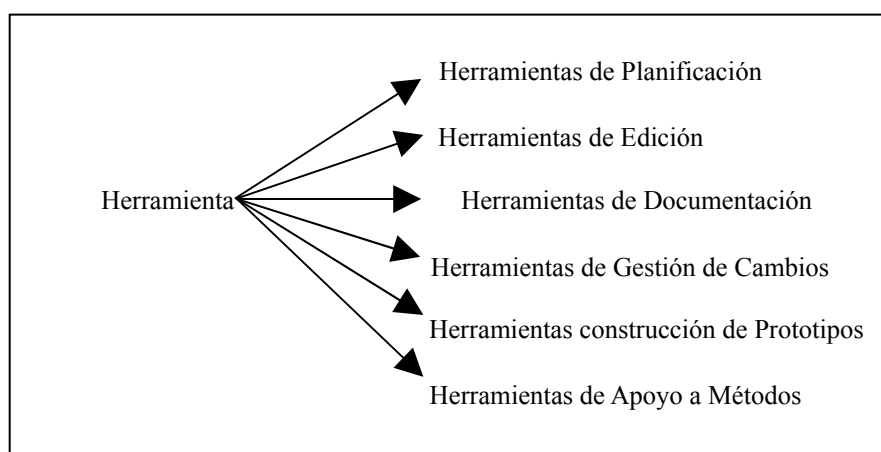 Herramientas de Planificación
Herramientas de Edición
Herramienta
Herramientas de Documentación
Herramientas de Gestión de Cambios
Herramientas construcción de Prototipos
Herramientas de Apoyo a Métodos